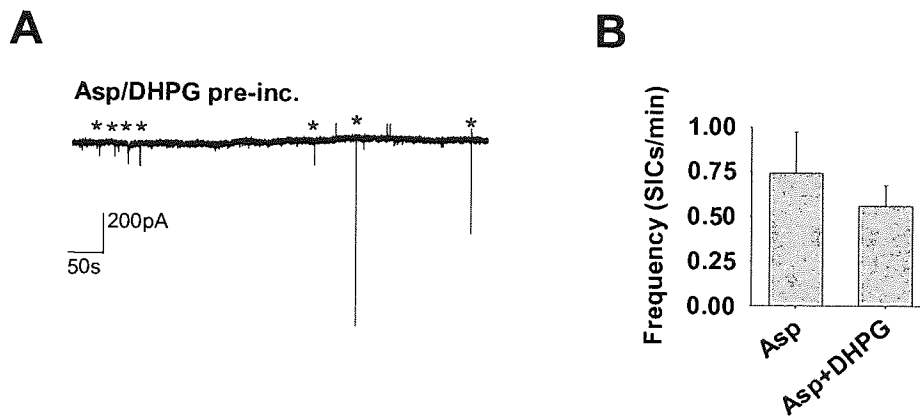 A
Asp/DHPG pre-inc.
* * * * * * *
200pA
50s
B
Frequency (SICs/min)
1.00
0.75
0.50
0.25
0.00
Asp
Asp+DHPG